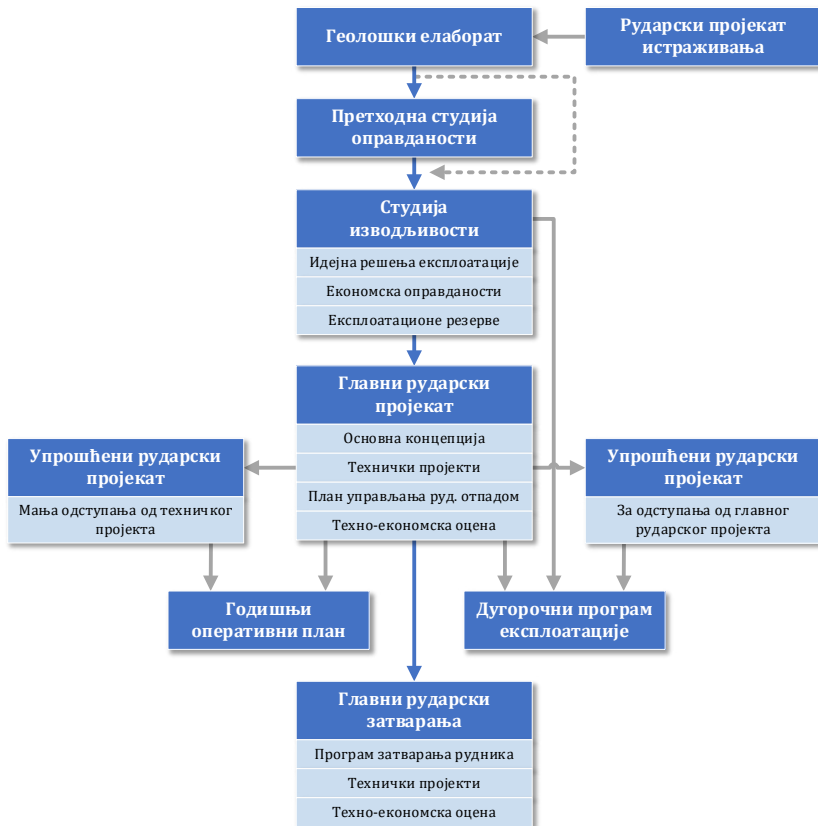 Геолошки елаборат
Рударски пројекат
истраживања
Претходна студија
оправданости
Студија
изводљивости
Идејна решења експлоатације
Економска оправданости
Експлоатационе резерве
Главни рударски
пројекат
Основна концепција
Технички пројекти
План управљања руд. отпадом
Техно-економска оцена
Упрошћени рударски
пројекат
Мања одступања од техничког
пројекта
Упрошћени рударски
пројекат
За одступања од главног
рударског пројекта
Годишњи
оперативни план
Дугорочни програм
експлоатације
Главни рударски
затварања
Програм затварања рудника
Технички пројекти
Техно-економска оцена